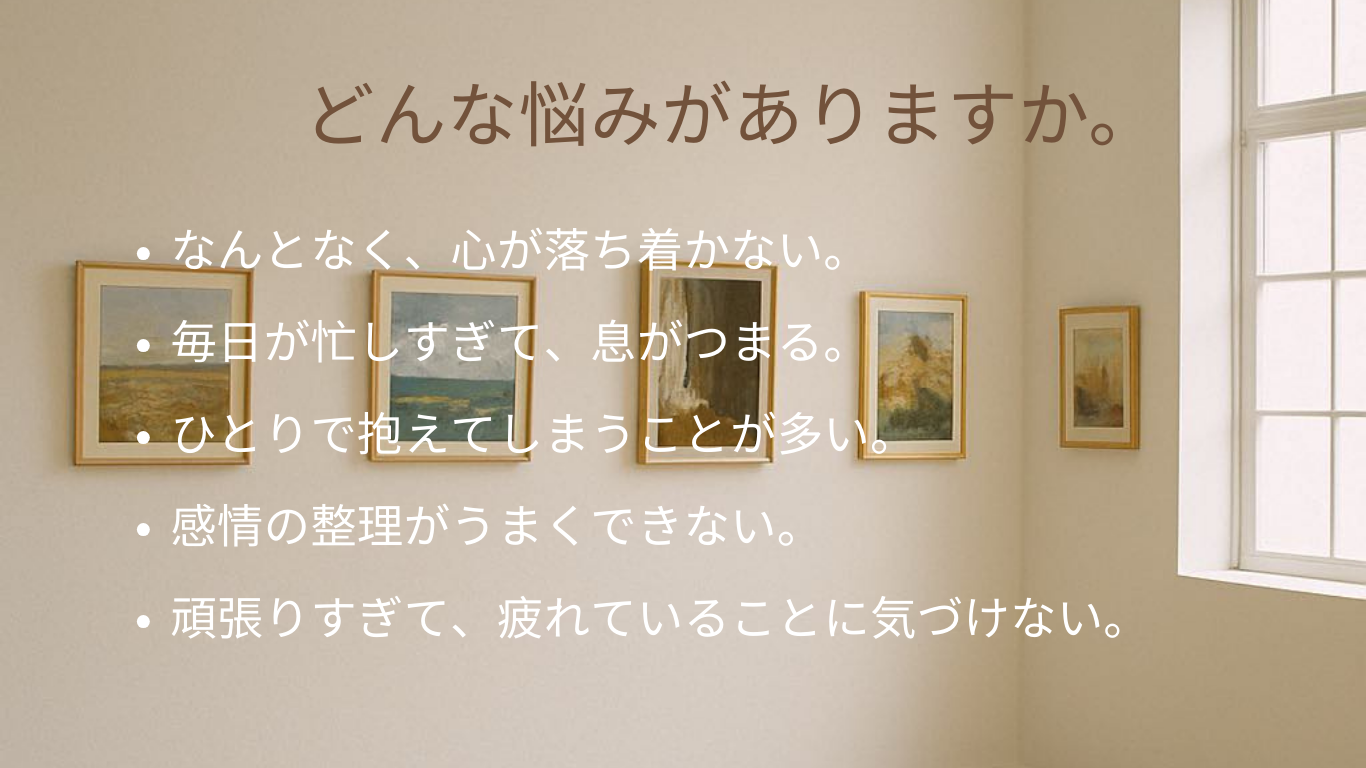 どんな悩みがありますか。
• なんとなく、心が落ち着かない。
• 毎日が忙しすぎて、息がつまる。
• ひとりで抱えてしまうことが多い。
• 感情の整理がうまくできない。
• 頑張りすぎて、疲れていることに気づけない。